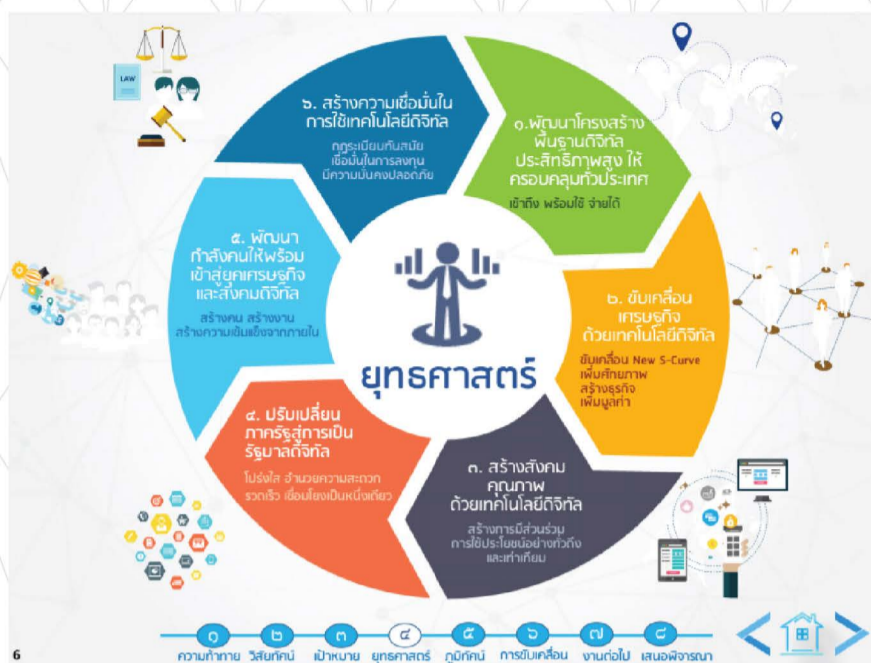 LAW
๖. สร้างความเชื่อมั่นใน
การใช้เทคโนโลยีดิจิทัล
กฎระเบียบทันสมัย
เชื่อมั่นในการลงทุน
มีความมั่นคงปลอดภัย
๑.พัฒนาโครงสร้าง
พื้นฐานดิจิทัล
ประสิทธิภาพสูง ให้
ครอบคลุมทั่วประเทศ
เข้าถึง พร้อมใช้ จ่ายได้
๕. พัฒนา
กำลังคนให้พร้อม
เข้าสู่ยุคเศรษฐกิจ
และสังคมดิจิทัล
สร้างคน สร้างงาน
สร้างความเข้มแข็งจากภายใน
๒. ขับเคลื่อน
เศรษฐกิจ
ด้วยเทคโนโลยีดิจิทัล
ขับเคลื่อน New S-Curve
เพิ่มศักยภาพ
สร้างธุรกิจ
เพิ่มมูลค่า
ยุทธศาสตร์
๔. ปรับเปลี่ยน
ภาครัฐสู่การเป็น
รัฐบาลดิจิทัล
โปร่งใส อำนวยความสะดวก
รวดเร็ว เชื่อมโยงเป็นหนึ่งเดียว
๓. สร้างสังคม
คุณภาพ
ด้วยเทคโนโลยีดิจิทัล
สร้างการมีส่วนร่วม
การใช้ประโยชน์อย่างทั่วถึง
และเท่าเทียม
๑ ๒ ๓ ๔ ๕ ๖ ๗ ๘
ความท้าทาย วิสัยทัศน์ เป้าหมาย ยุทธศาสตร์ ภูมิทัศน์ การขับเคลื่อน งานต่อไป เสนอพิจารณา
6